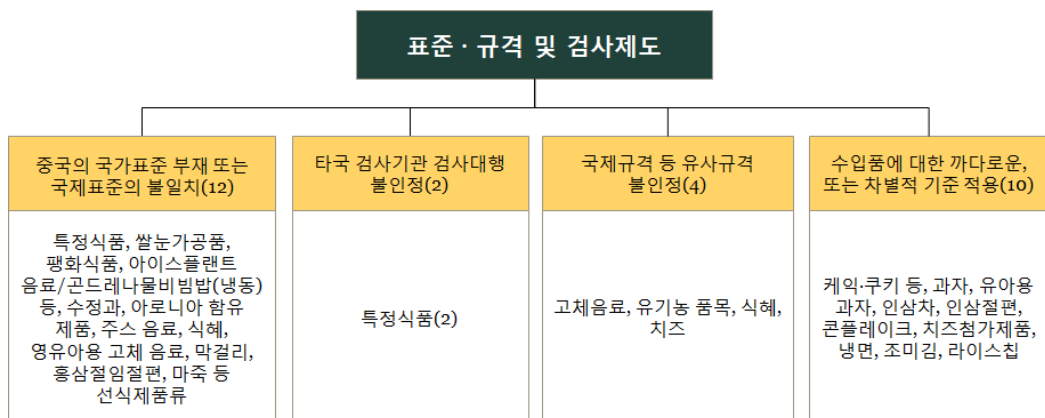 표준 · 규격 및 검사제도
중국의 국가표준 부재 또는
국제표준의 불일치(12)
특정식품, 쌀눈가공품,
팽화식품, 아이스플랜트
음료/곤드레나물비빔밥(냉동)
등, 수정과, 아로니아 함유
제품, 주스 음료, 식혜,
영유아용 고체 음료, 막걸리,
홍삼절임절편, 마죽 등
선식제품류
타국 검사기관 검사대행
불인정(2)
특정식품(2)
국제규격 등 유사규격
불인정(4)
고체음료, 유기농 품목, 식혜,
치즈
수입품에 대한 까다로운,
또는 차별적 기준 적용(10)
케익·쿠키 등, 과자, 유아용
과자, 인삼차, 인삼절편,
콘플레이크, 치즈첨가제품,
냉면, 조미김, 라이스칩